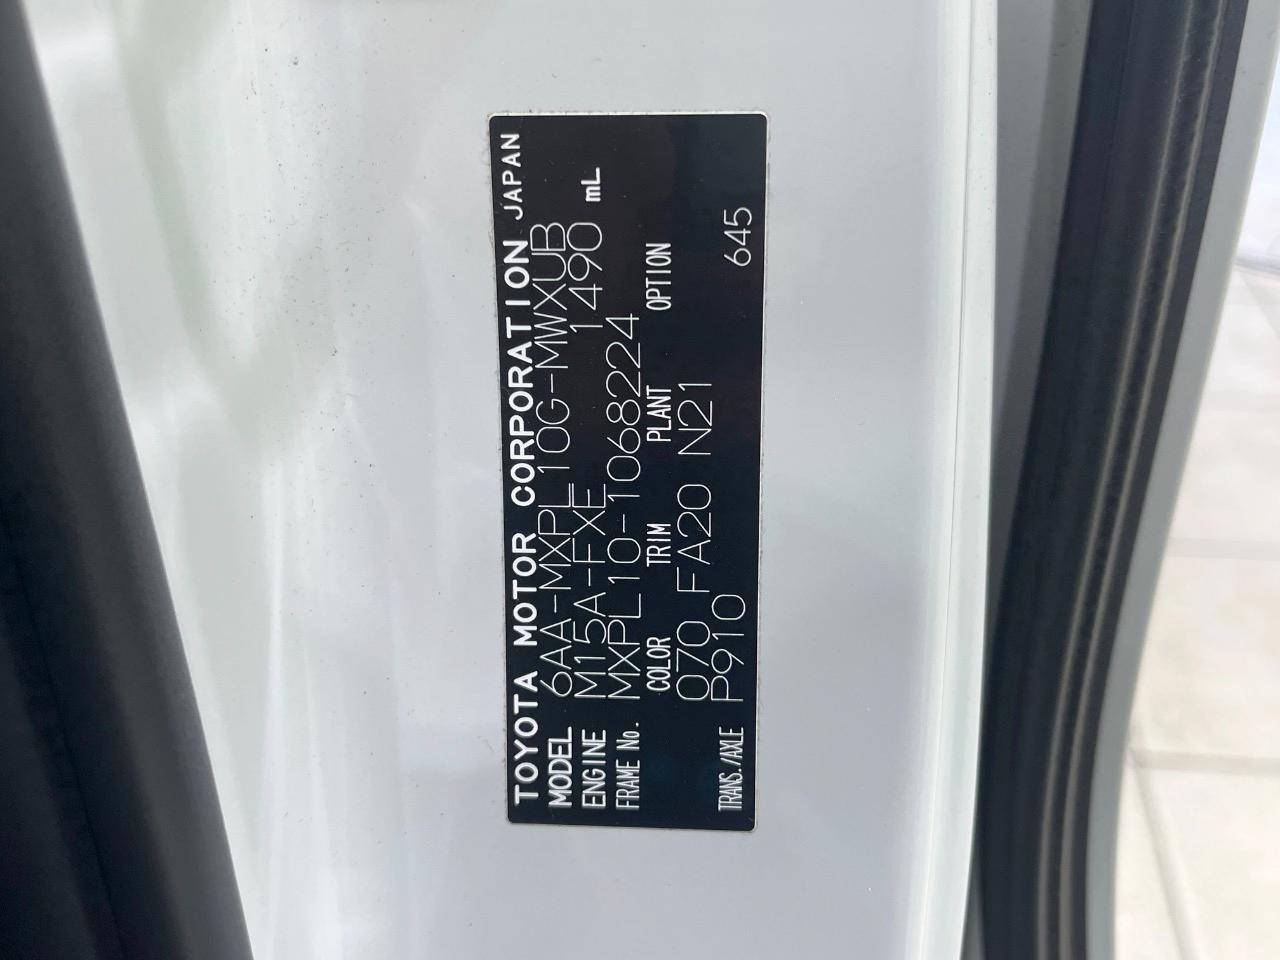 TOYOTA MOTOR CORPORATION JAPAN
MODEL 6AA-MXPL10G-MWXUB
ENGINE M15A-FXE 1490 mL
FRAME No. MXPL10-1068224
COLOR TRIM PLANT OPTION
070 FA20 N21
TRANS./AXLE P910 645